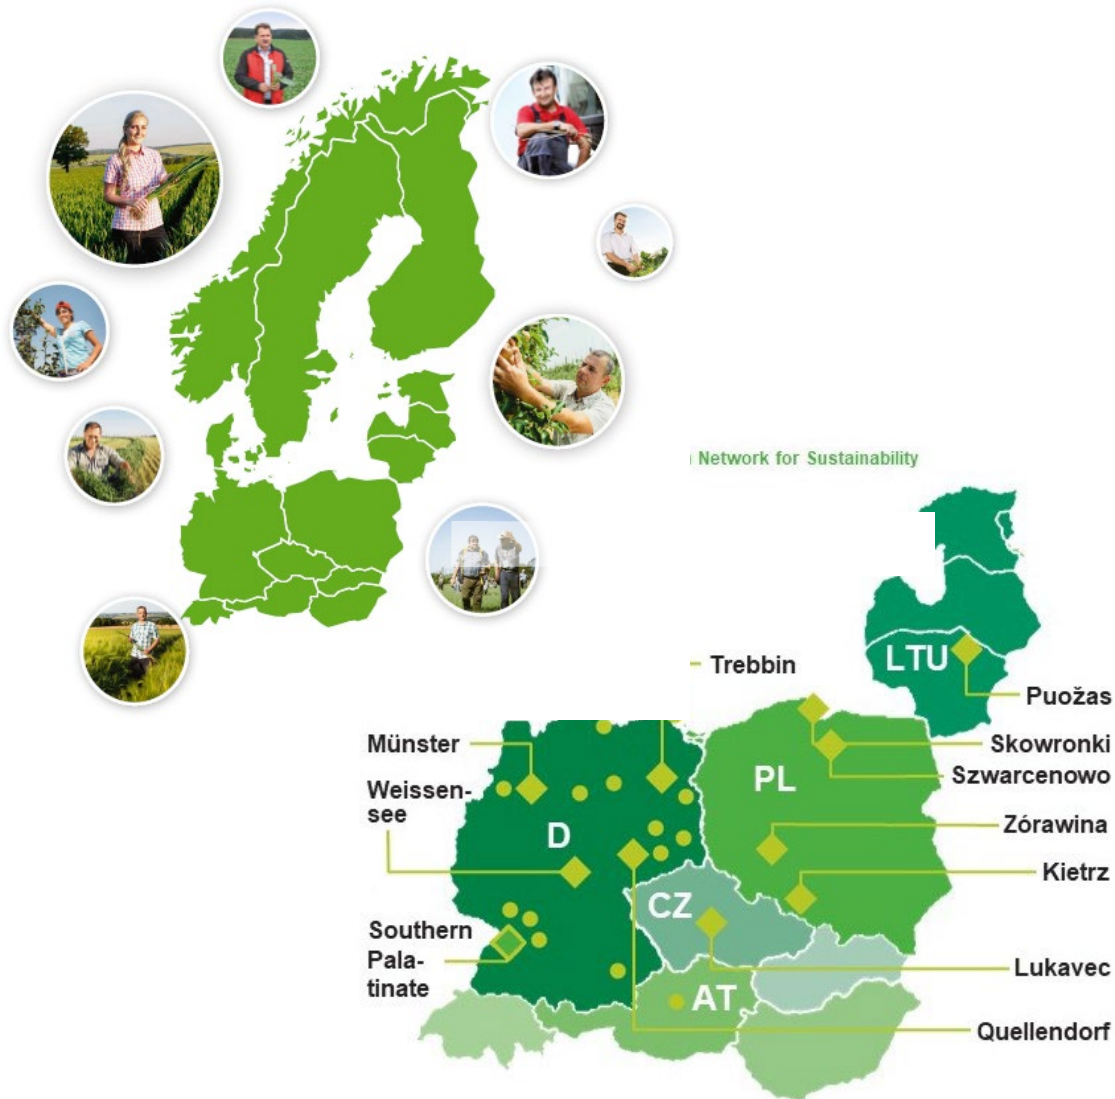 Network for Sustainability
LTU
Trebbin
Puožas
Münster
Skowronki
PL
Szwarcenowo
Weissen-
see
D
Zórawina
Kietrz
CZ
Southern
Pala-
tinate
Lukavec
AT
Quellendorf